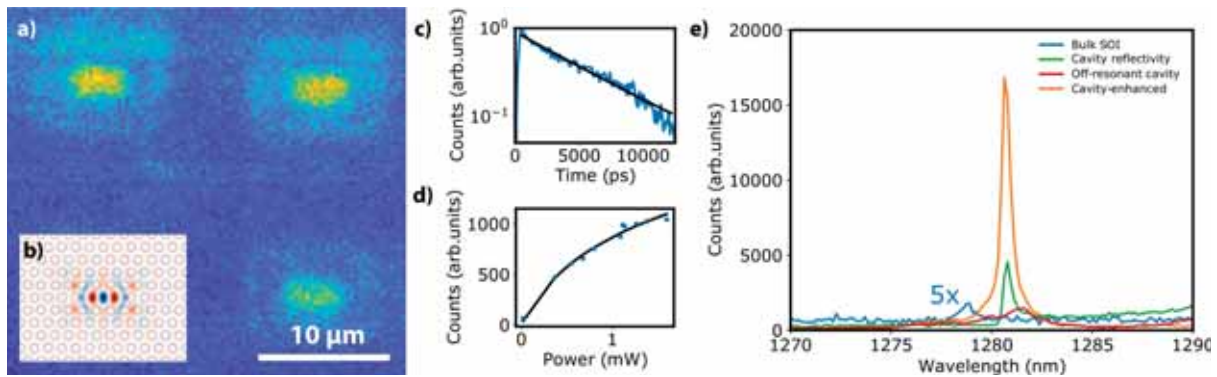 a)
b)
10 µm
c)
Counts (arb.units)
10⁰
10⁻¹
0
5000
10000
Time (ps)
d)
Counts (arb.units)
1000
500
0
0
1
Power (mW)
e)
Counts (arb.units)
20000
15000
10000
5000
0
Bulk SOI
Cavity reflectivity
Off-resonant cavity
Cavity-enhanced
5x
1270
1275
1280
1285
1290
Wavelength (nm)